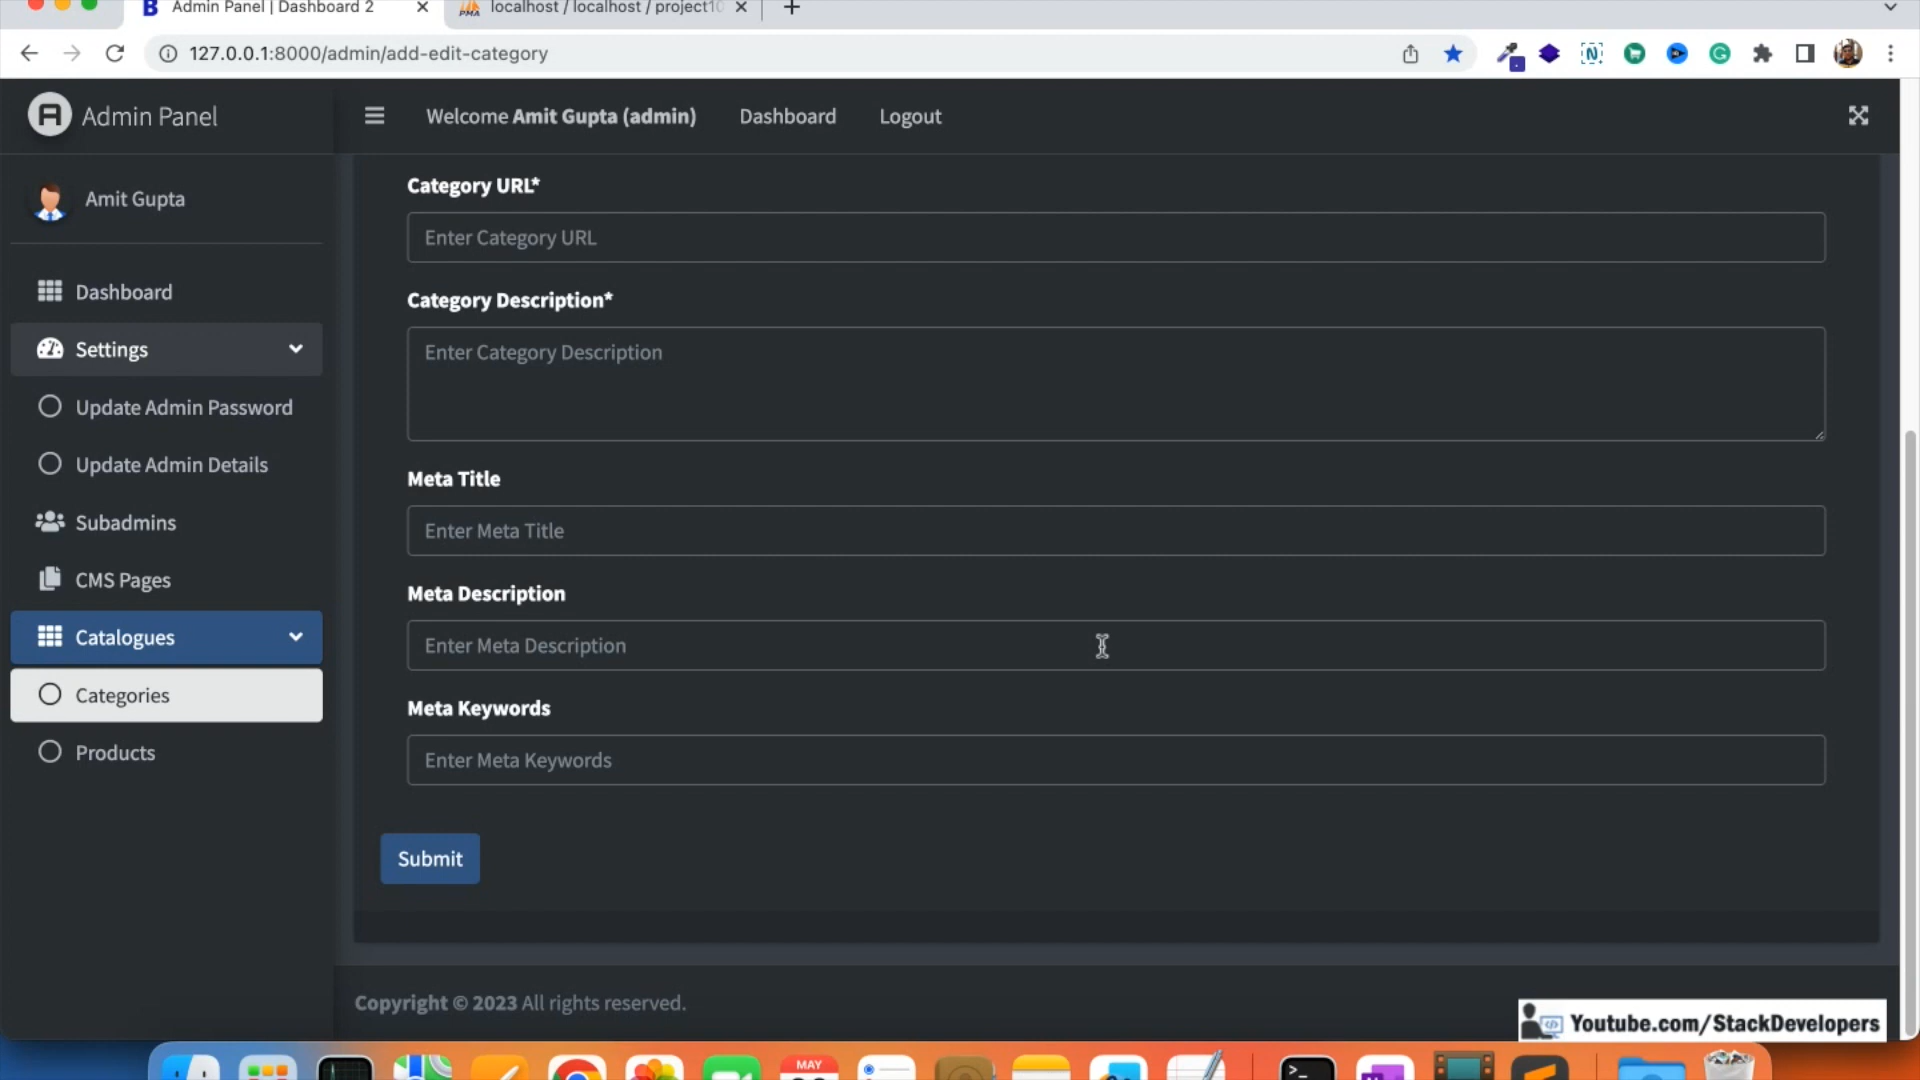 Admin Panel | Dashboard 2
localhost / localhost / project10
127.0.0.1:8000/admin/add-edit-category
Admin Panel
Welcome Amit Gupta (admin)
Dashboard
Logout
Amit Gupta
Dashboard
Settings
Update Admin Password
Update Admin Details
Subadmins
CMS Pages
Catalogues
Categories
Products
Category URL*
Enter Category URL
Category Description*
Enter Category Description
Meta Title
Enter Meta Title
Meta Description
Enter Meta Description
Meta Keywords
Enter Meta Keywords
Submit
Copyright © 2023 All rights reserved.
Youtube.com/StackDevelopers
MAY